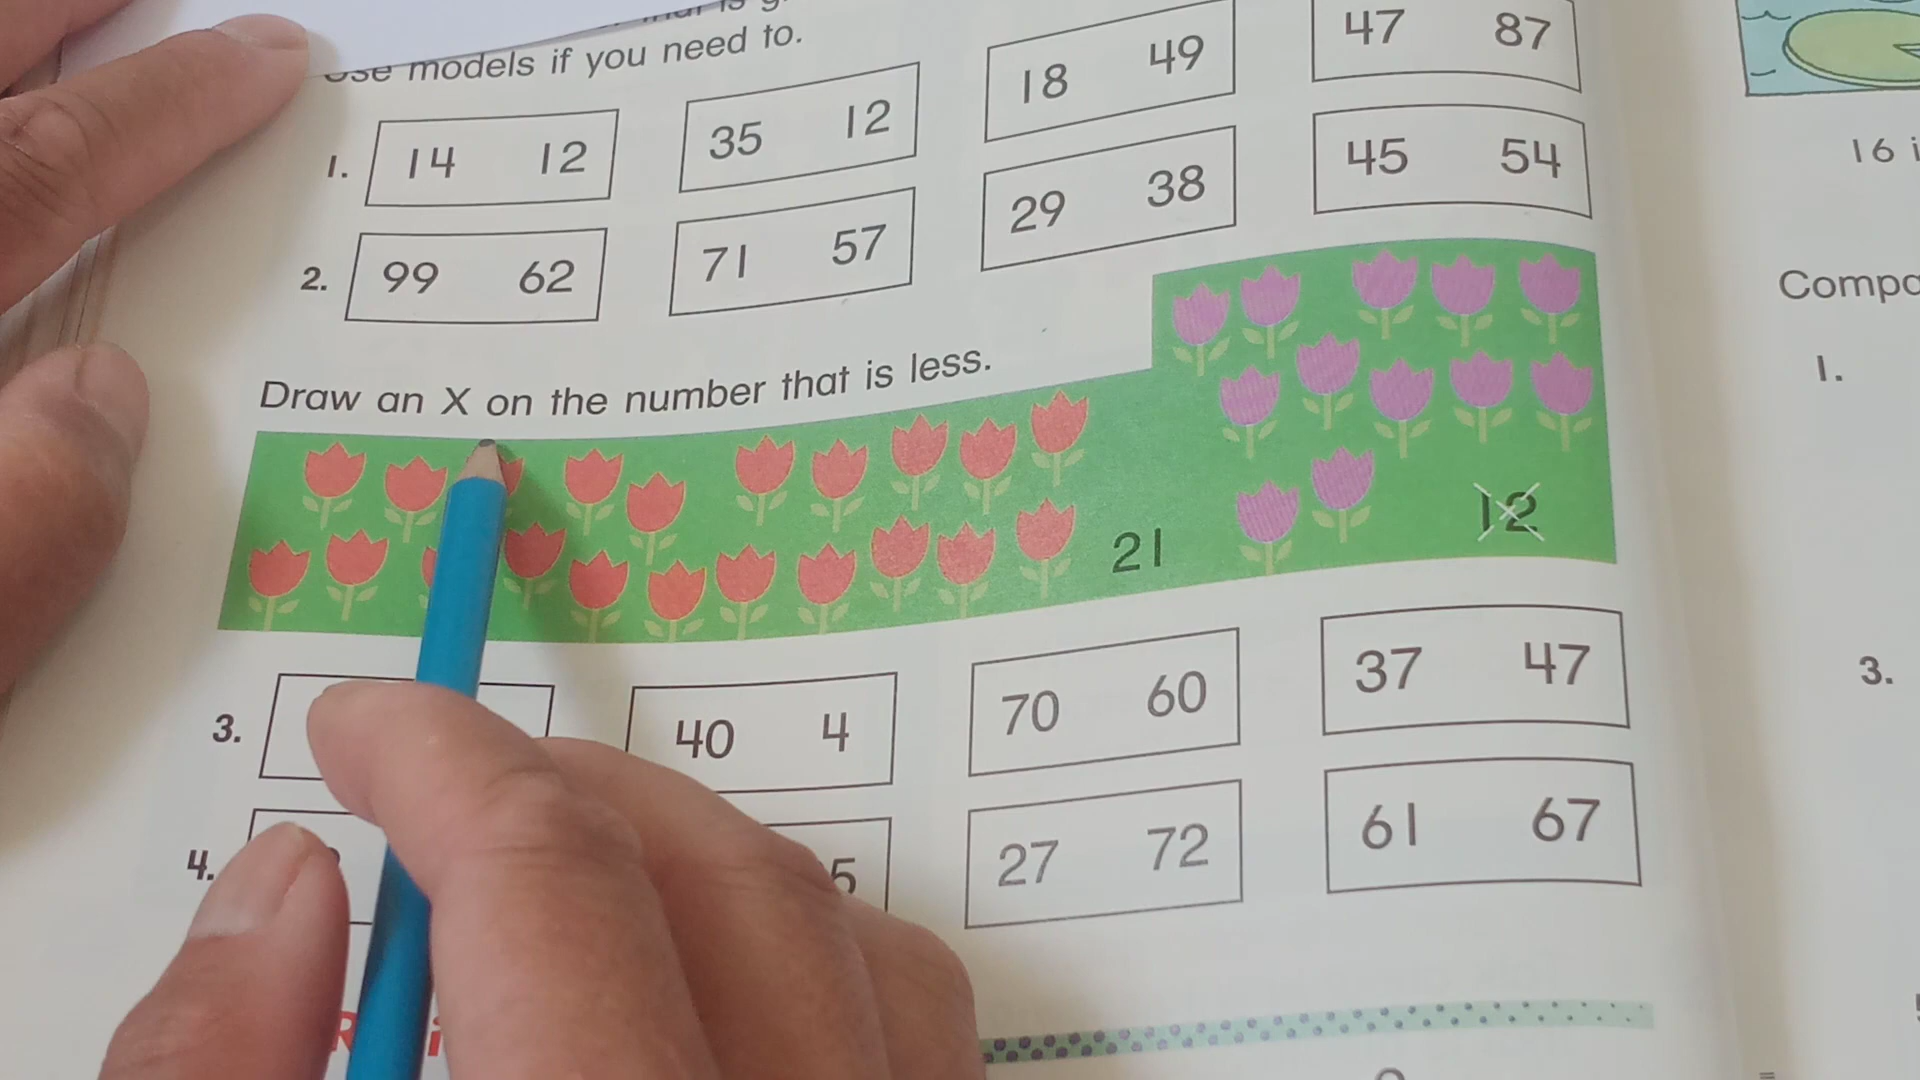 models if you need to.
1. 14 12 35 12 18 49 47 87
2. 99 62 71 57 29 38 45 54
Draw an X on the number that is less.
21 12
3. 40 4 70 60 37 47
4. 5 27 72 61 67
16
1.
3.